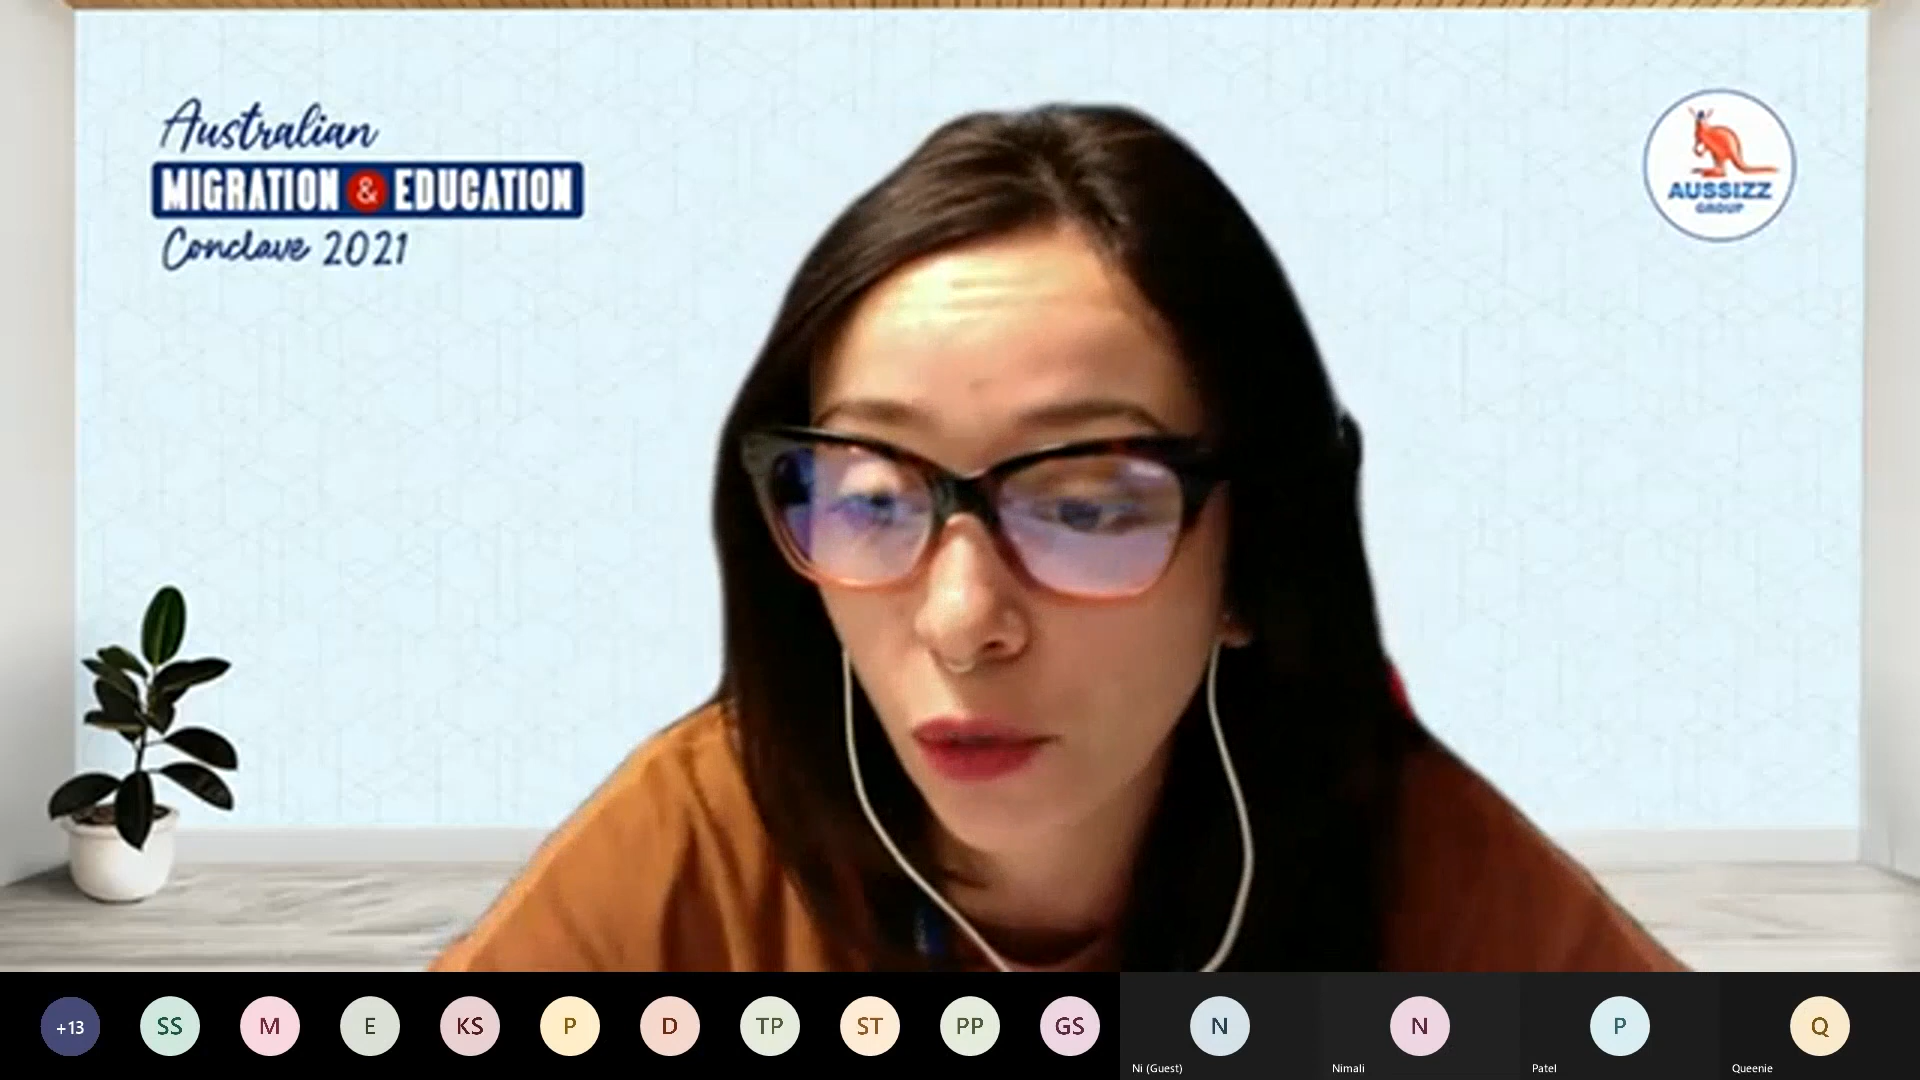 Australian
MIGRATION & EDUCATION
Conclave 2021
AUSSIZZ
GROUP
+13
SS
M
E
KS
P
D
TP
ST
PP
GS
N
N
P
Q
Ni (Guest)
Nimali
Patel
Queenie